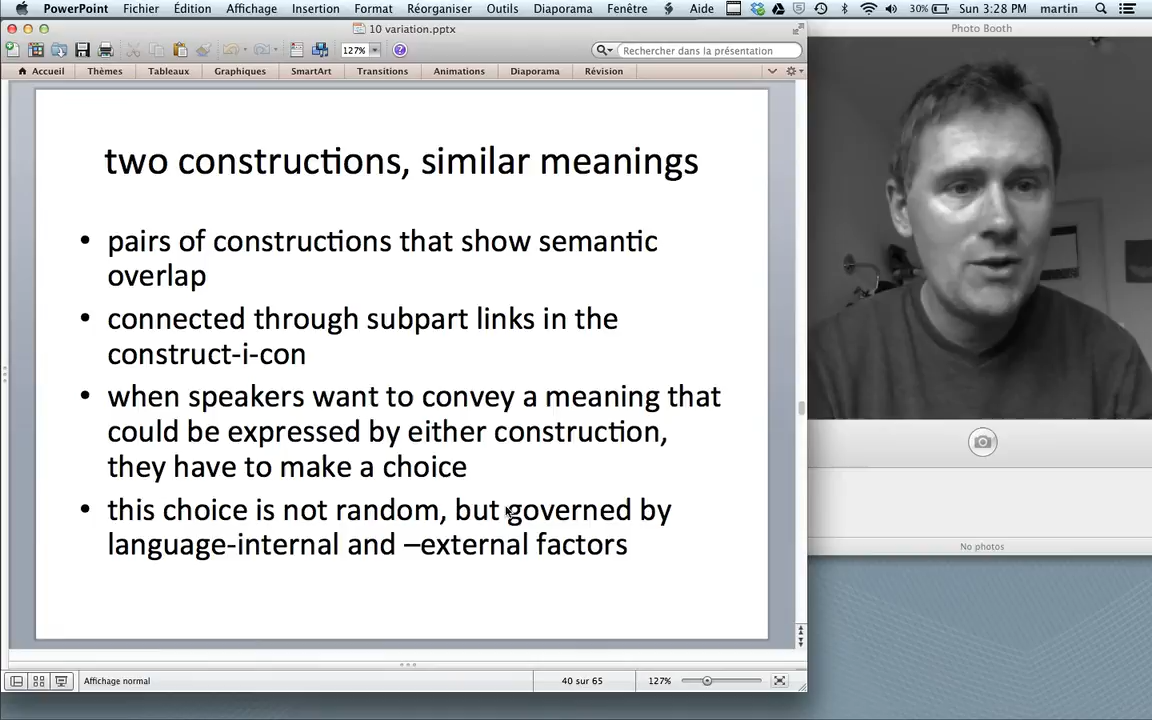 PowerPoint Fichier Édition Affichage Insertion Format Réorganiser Outils Diaporama Fenêtre Aide 30% Sun 3:28 PM martin
10 variation.pptx
Photo Booth
127% Rechercher dans la présentation
Accueil Thèmes Tableaux Graphiques SmartArt Transitions Animations Diaporama Révision
two constructions, similar meanings
• pairs of constructions that show semantic
overlap
• connected through subpart links in the
construct-i-con
• when speakers want to convey a meaning that
could be expressed by either construction,
they have to make a choice
• this choice is not random, but governed by
language-internal and –external factors
No photos
Affichage normal 40 sur 65 127%